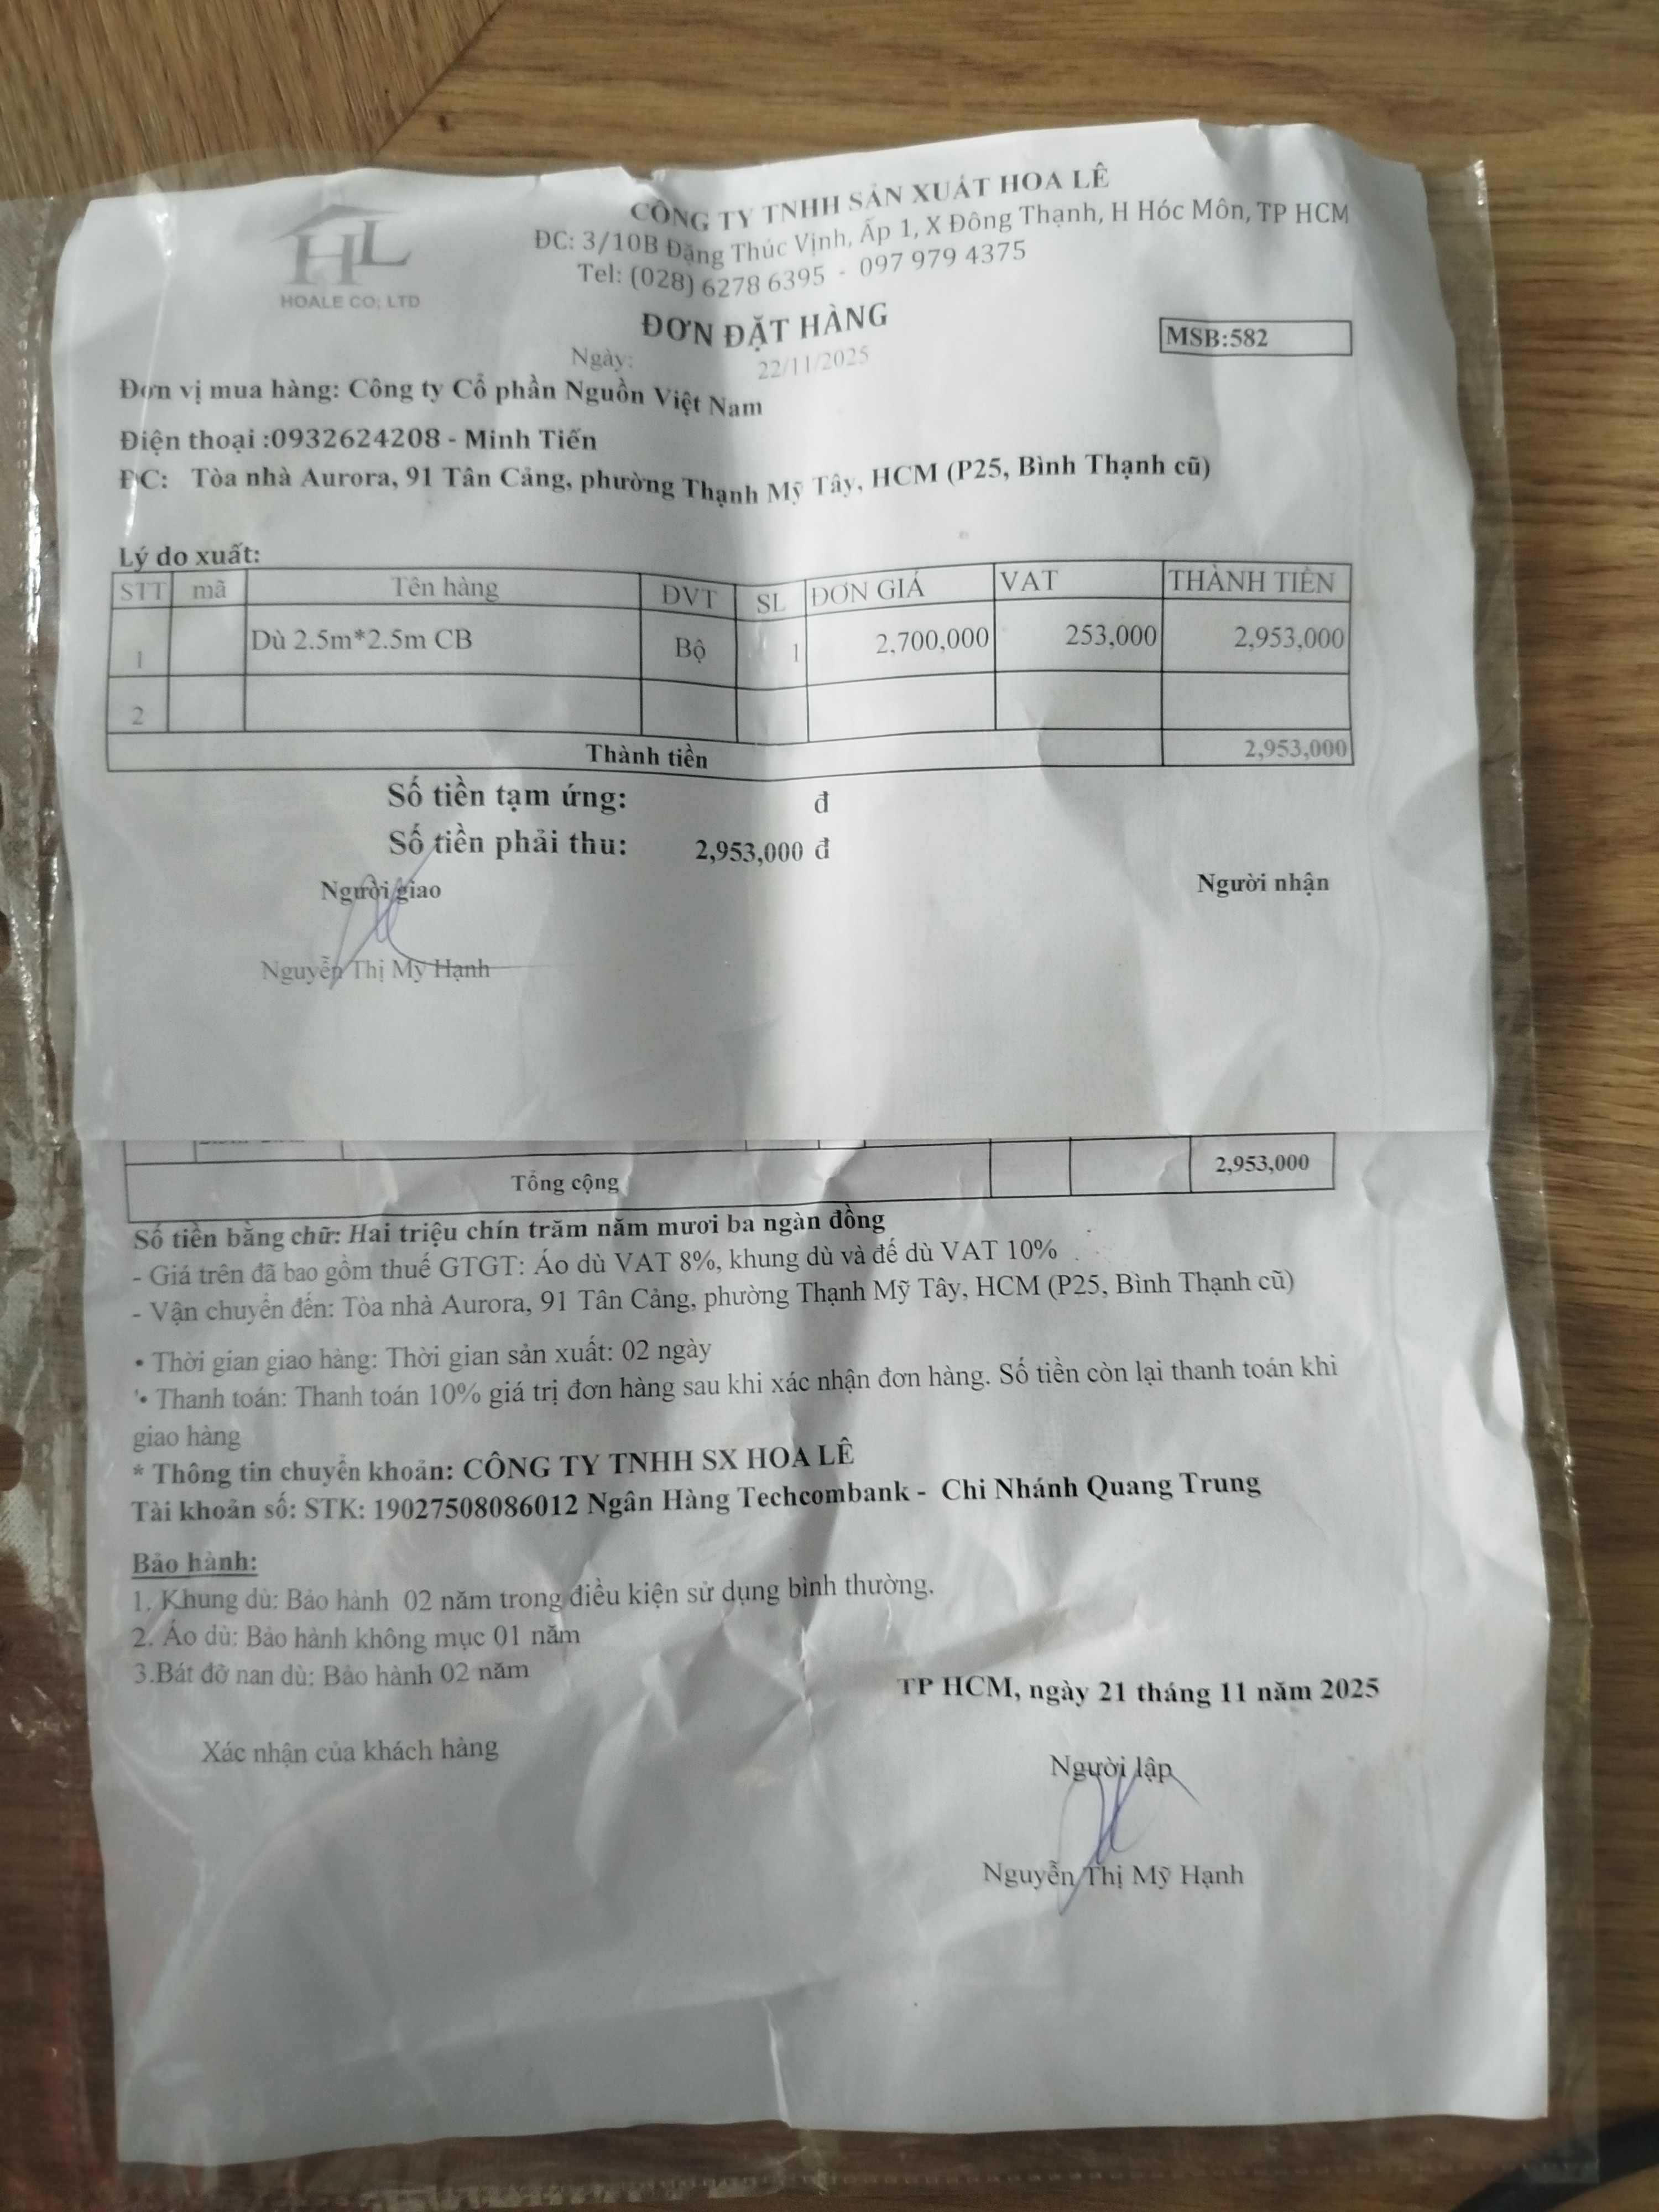 HL
HOALE CO; LTD
CÔNG TY TNHH SẢN XUẤT HOA LÊ
ĐC: 3/10B Đặng Thúc Vịnh, Ấp 1, X Đông Thạnh, H Hóc Môn, TP HCM
Tel: (028) 6278 6395 - 097 979 4375
ĐƠN ĐẶT HÀNG
MSB:582
Ngày: 22/11/2025
Đơn vị mua hàng: Công ty Cổ phần Nguồn Việt Nam
Điện thoại :0932624208 - Minh Tiến
ĐC: Tòa nhà Aurora, 91 Tân Cảng, phường Thạnh Mỹ Tây, HCM (P25, Bình Thạnh cũ)
Lý do xuất:
STT mã Tên hàng ĐVT SL ĐƠN GIÁ VAT THÀNH TIỀN
1 Dù 2.5m*2.5m CB Bộ 1 2,700,000 253,000 2,953,000
2
Thành tiền 2,953,000
Số tiền tạm ứng: đ
Số tiền phải thu: 2,953,000 đ
Người giao Người nhận
Nguyễn Thị Mỹ Hạnh
Tổng cộng 2,953,000
Số tiền bằng chữ: Hai triệu chín trăm năm mươi ba ngàn đồng
- Giá trên đã bao gồm thuế GTGT: Áo dù VAT 8%, khung dù và đế dù VAT 10%
- Vận chuyển đến: Tòa nhà Aurora, 91 Tân Cảng, phường Thạnh Mỹ Tây, HCM (P25, Bình Thạnh cũ)
• Thời gian giao hàng: Thời gian sản xuất: 02 ngày
'• Thanh toán: Thanh toán 10% giá trị đơn hàng sau khi xác nhận đơn hàng. Số tiền còn lại thanh toán khi
giao hàng
* Thông tin chuyển khoản: CÔNG TY TNHH SX HOA LÊ
Tài khoản số: STK: 19027508086012 Ngân Hàng Techcombank - Chi Nhánh Quang Trung
Bảo hành:
1. Khung dù: Bảo hành 02 năm trong điều kiện sử dụng bình thường.
2. Áo dù: Bảo hành không mục 01 năm
3.Bát đỡ nan dù: Bảo hành 02 năm
TP HCM, ngày 21 tháng 11 năm 2025
Xác nhận của khách hàng
Người lập
Nguyễn Thị Mỹ Hạnh